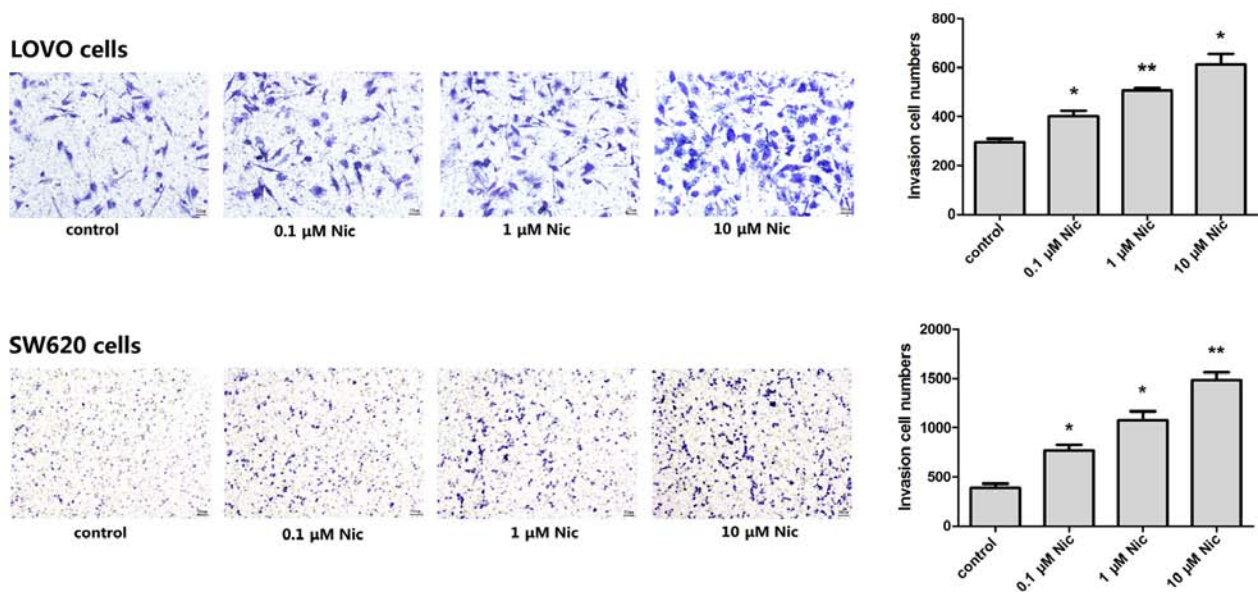 LOVO cells
control
0.1 μM Nic
1 μM Nic
10 μM Nic
Invasion cell numbers
800
600
400
200
0
*
**
*
control
0.1 μM Nic
1 μM Nic
10 μM Nic
SW620 cells
control
0.1 μM Nic
1 μM Nic
10 μM Nic
Invasion cell numbers
2000
1500
1000
500
0
*
*
**
control
0.1 μM Nic
1 μM Nic
10 μM Nic